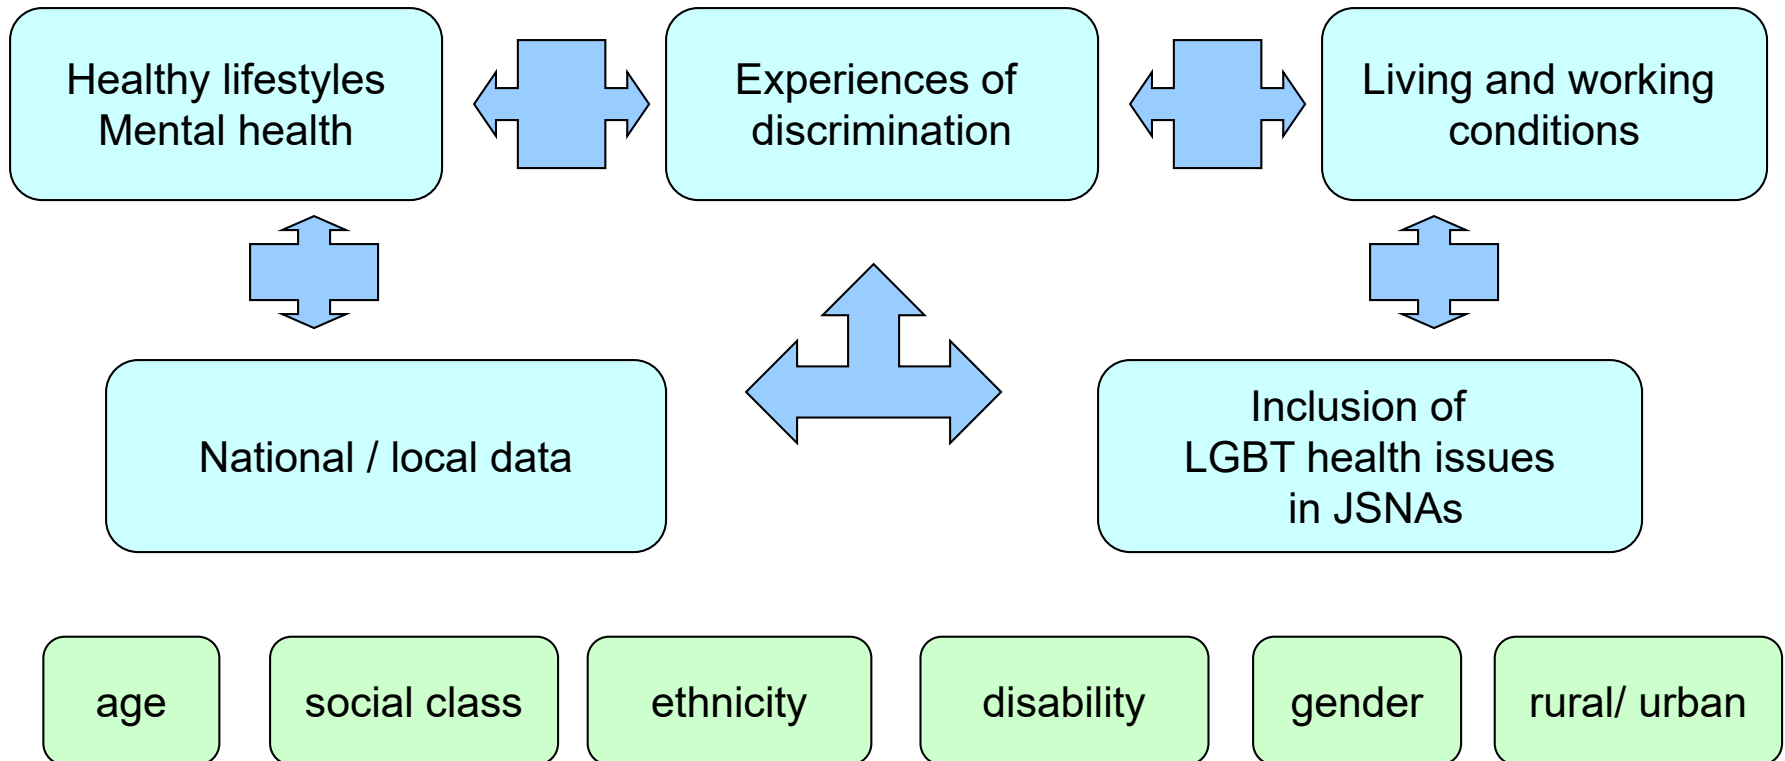 Healthy lifestyles
Mental health
Experiences of
discrimination
Living and working
conditions
National / local data
Inclusion of
LGBT health issues
in JSNAs
age
social class
ethnicity
disability
gender
rural/ urban